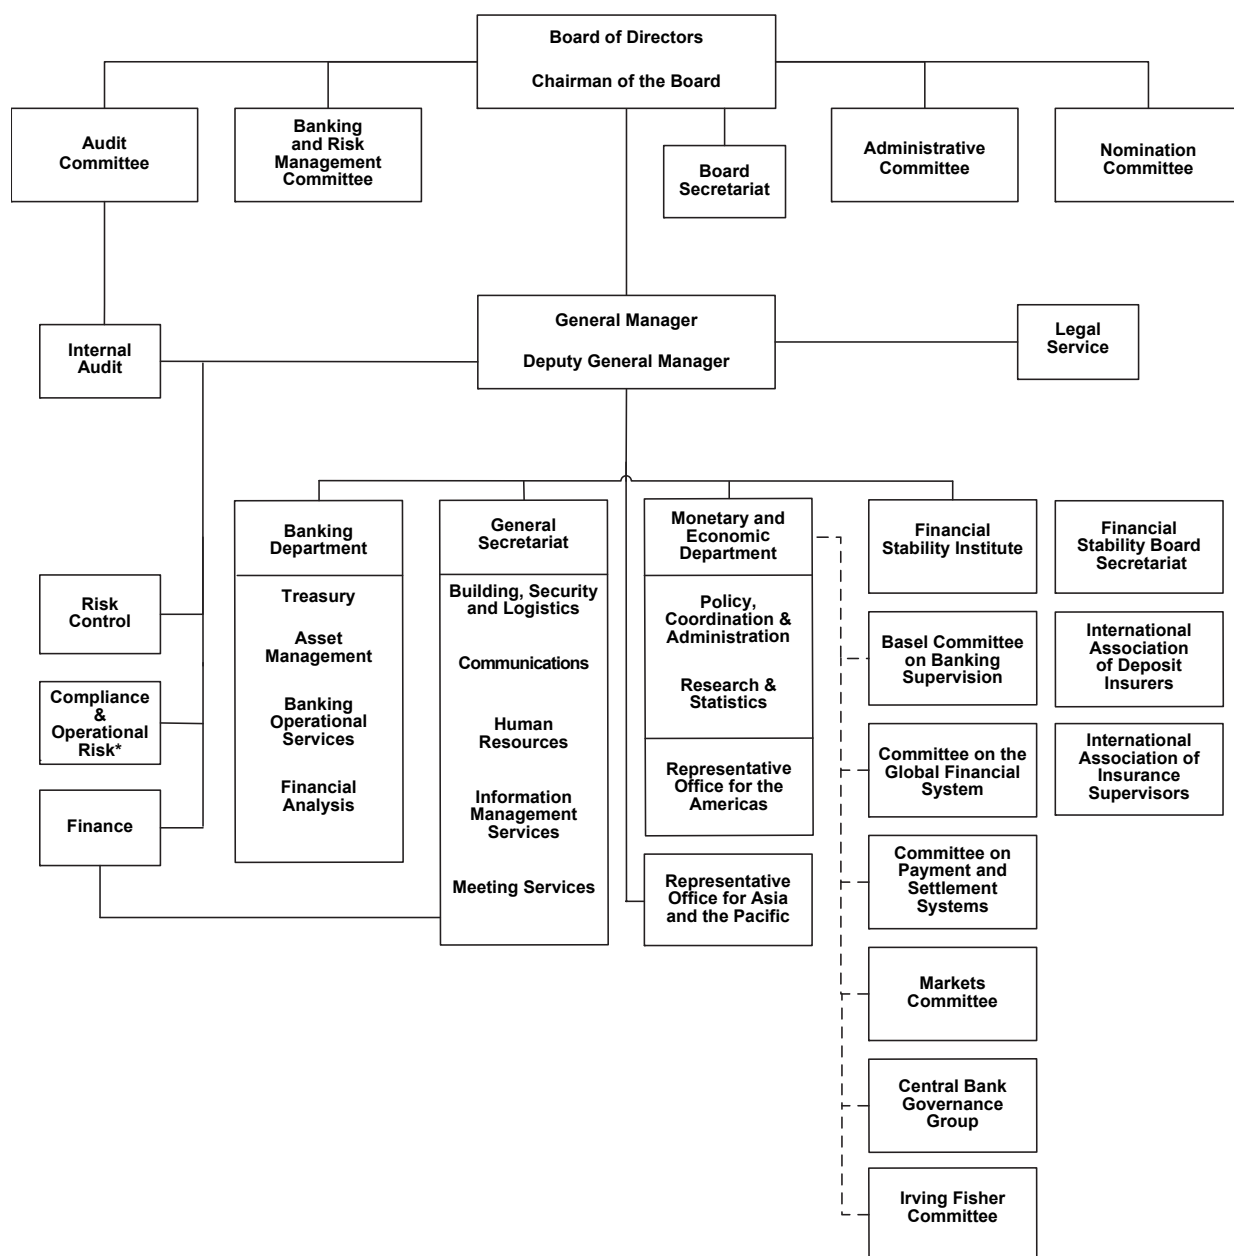 Board of Directors
Chairman of the Board
Audit
Committee
Banking
and Risk
Management
Committee
Board
Secretariat
Administrative
Committee
Nomination
Committee
General Manager
Deputy General Manager
Internal
Audit
Legal
Service
Banking
Department
Treasury
Asset
Management
Banking
Operational
Services
Financial
Analysis
General
Secretariat
Building, Security
and Logistics
Communications
Human
Resources
Information
Management
Services
Meeting Services
Monetary and
Economic
Department
Policy,
Coordination &
Administration
Research &
Statistics
Representative
Office for the
Americas
Representative
Office for Asia
and the Pacific
Financial
Stability Institute
Financial
Stability Board
Secretariat
Risk
Control
Compliance
&
Operational
Risk*
Finance
Basel Committee
on Banking
Supervision
International
Association
of Deposit
Insurers
Committee on the
Global Financial
System
International
Association of
Insurance
Supervisors
Committee on
Payment and
Settlement
Systems
Markets
Committee
Central Bank
Governance
Group
Irving Fisher
Committee